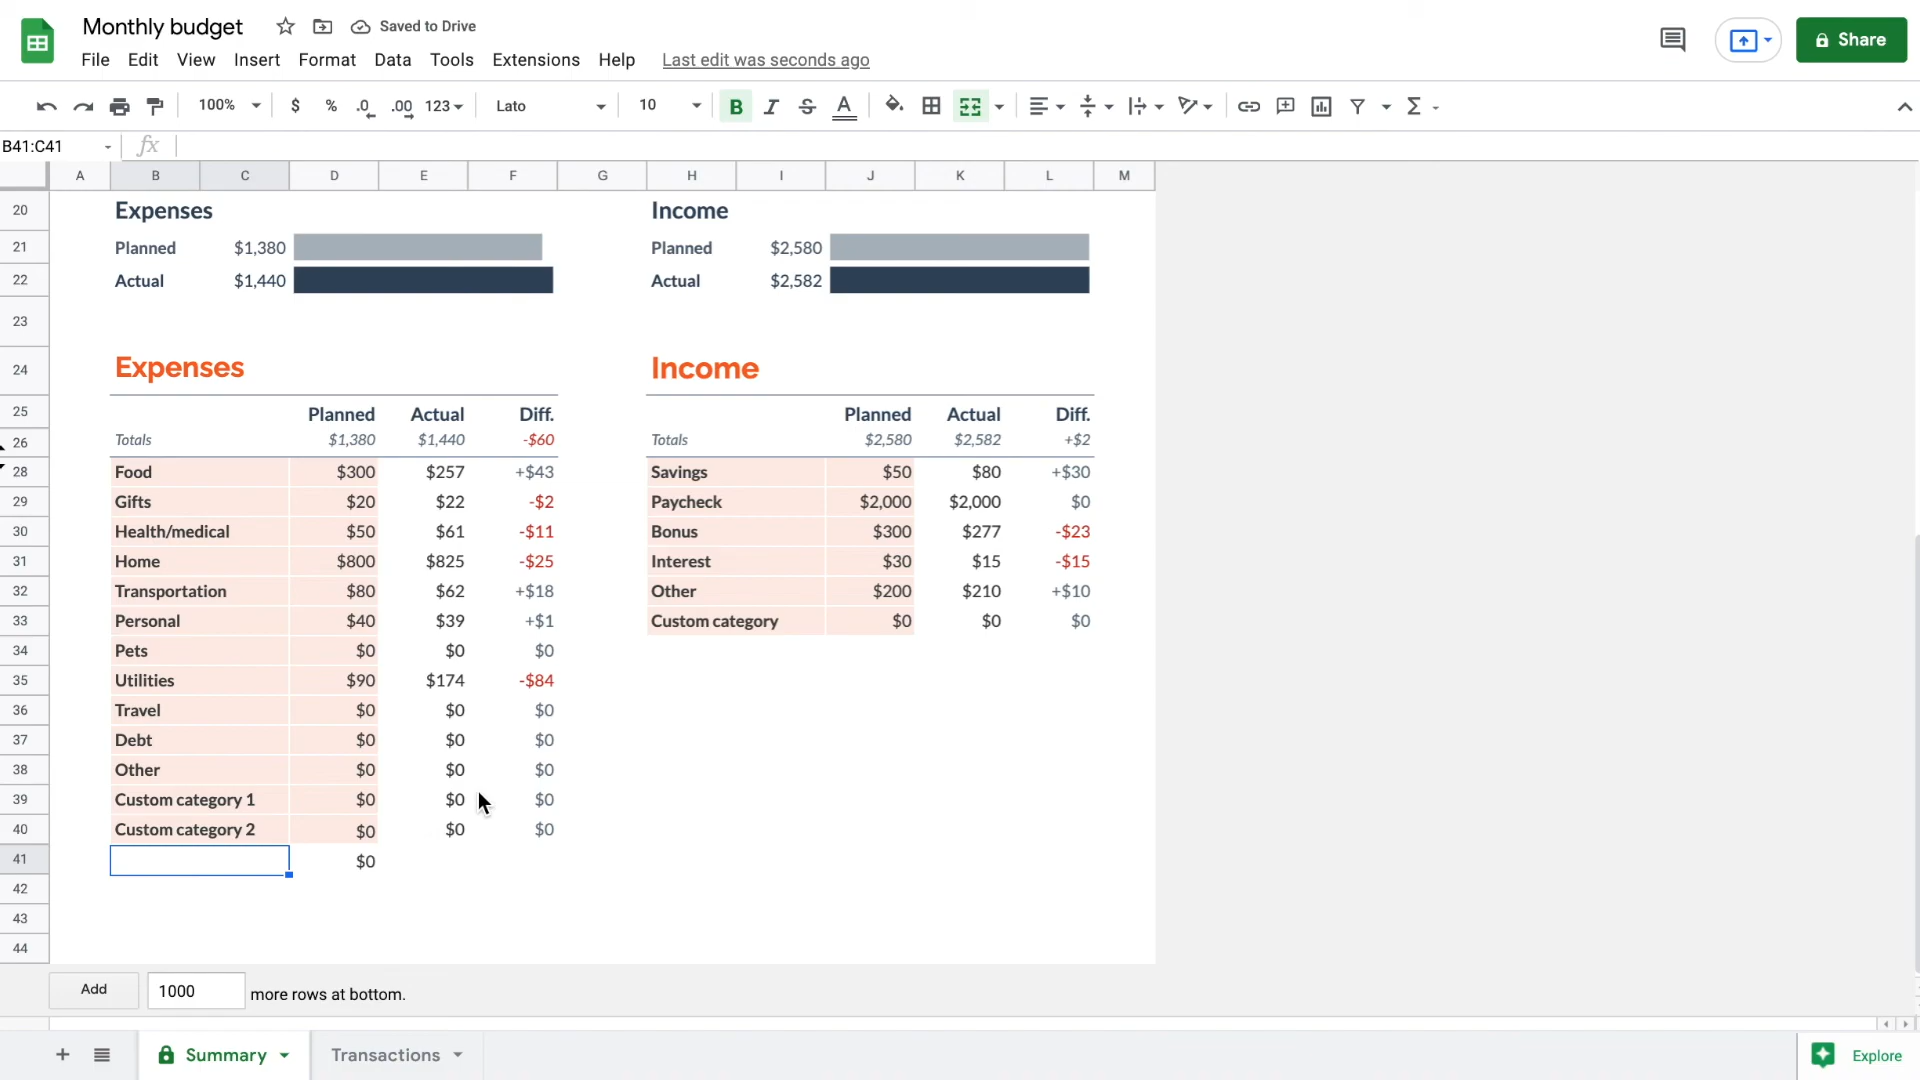 Monthly budget Saved to Drive
File Edit View Insert Format Data Tools Extensions Help Last edit was seconds ago
Share
100% $ % .0 .00 123 Lato 10 B I S A Σ
B41:C41 fx
A B C D E F G H I J K L M
20 Expenses Income
21 Planned $1,380 Planned $2,580
22 Actual $1,440 Actual $2,582
23
24 Expenses Income
25 Planned Actual Diff. Planned Actual Diff.
26 Totals $1,380 $1,440 -$60 Totals $2,580 $2,582 +$2
28 Food $300 $257 +$43 Savings $50 $80 +$30
29 Gifts $20 $22 -$2 Paycheck $2,000 $2,000 $0
30 Health/medical $50 $61 -$11 Bonus $300 $277 -$23
31 Home $800 $825 -$25 Interest $30 $15 -$15
32 Transportation $80 $62 +$18 Other $200 $210 +$10
33 Personal $40 $39 +$1 Custom category $0 $0 $0
34 Pets $0 $0 $0
35 Utilities $90 $174 -$84
36 Travel $0 $0 $0
37 Debt $0 $0 $0
38 Other $0 $0 $0
39 Custom category 1 $0 $0 $0
40 Custom category 2 $0 $0 $0
41 $0
42
43
44
Add 1000 more rows at bottom.
+ Summary Transactions Explore